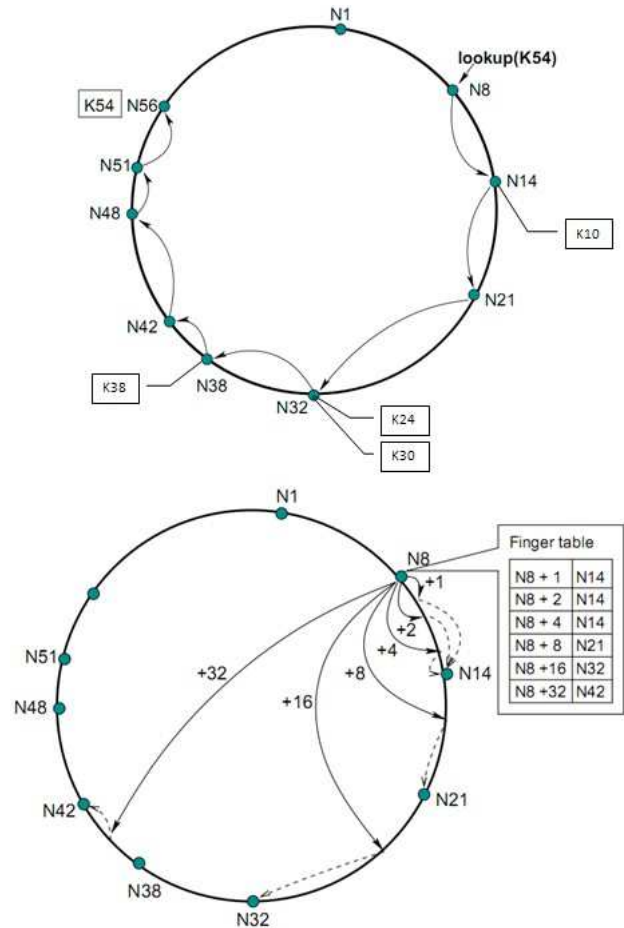 N1
lookup(K54)
N8
K54 N56
N51
N14
N48
K10
N21
N42
K38
N38
N32
K24
K30
N1
N8
+1
+2
+4
+8
+16
+32
Finger table
N8 + 1 N14
N8 + 2 N14
N8 + 4 N14
N8 + 8 N21
N8 +16 N32
N8 +32 N42
N51
N14
N48
N21
N42
N38
N32